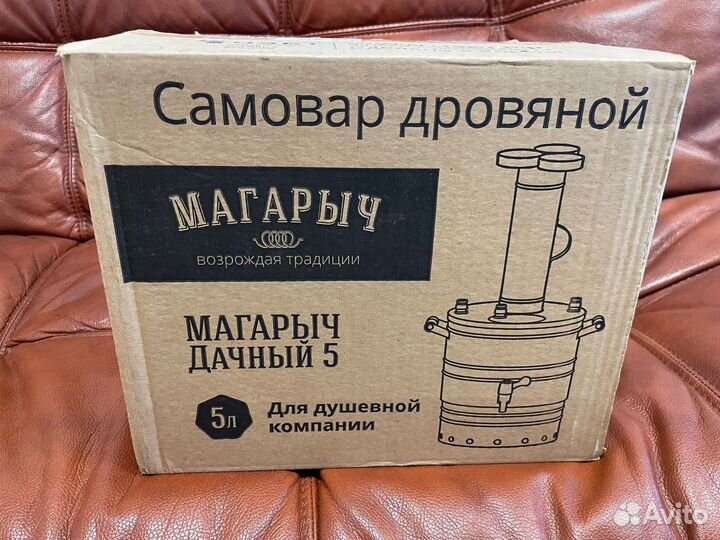 Самовар дровяной
МАГАРЫЧ
возрождая традиции
МАГАРЫЧ
ДАЧНЫЙ 5
5л
Для душевной
компании
Avito